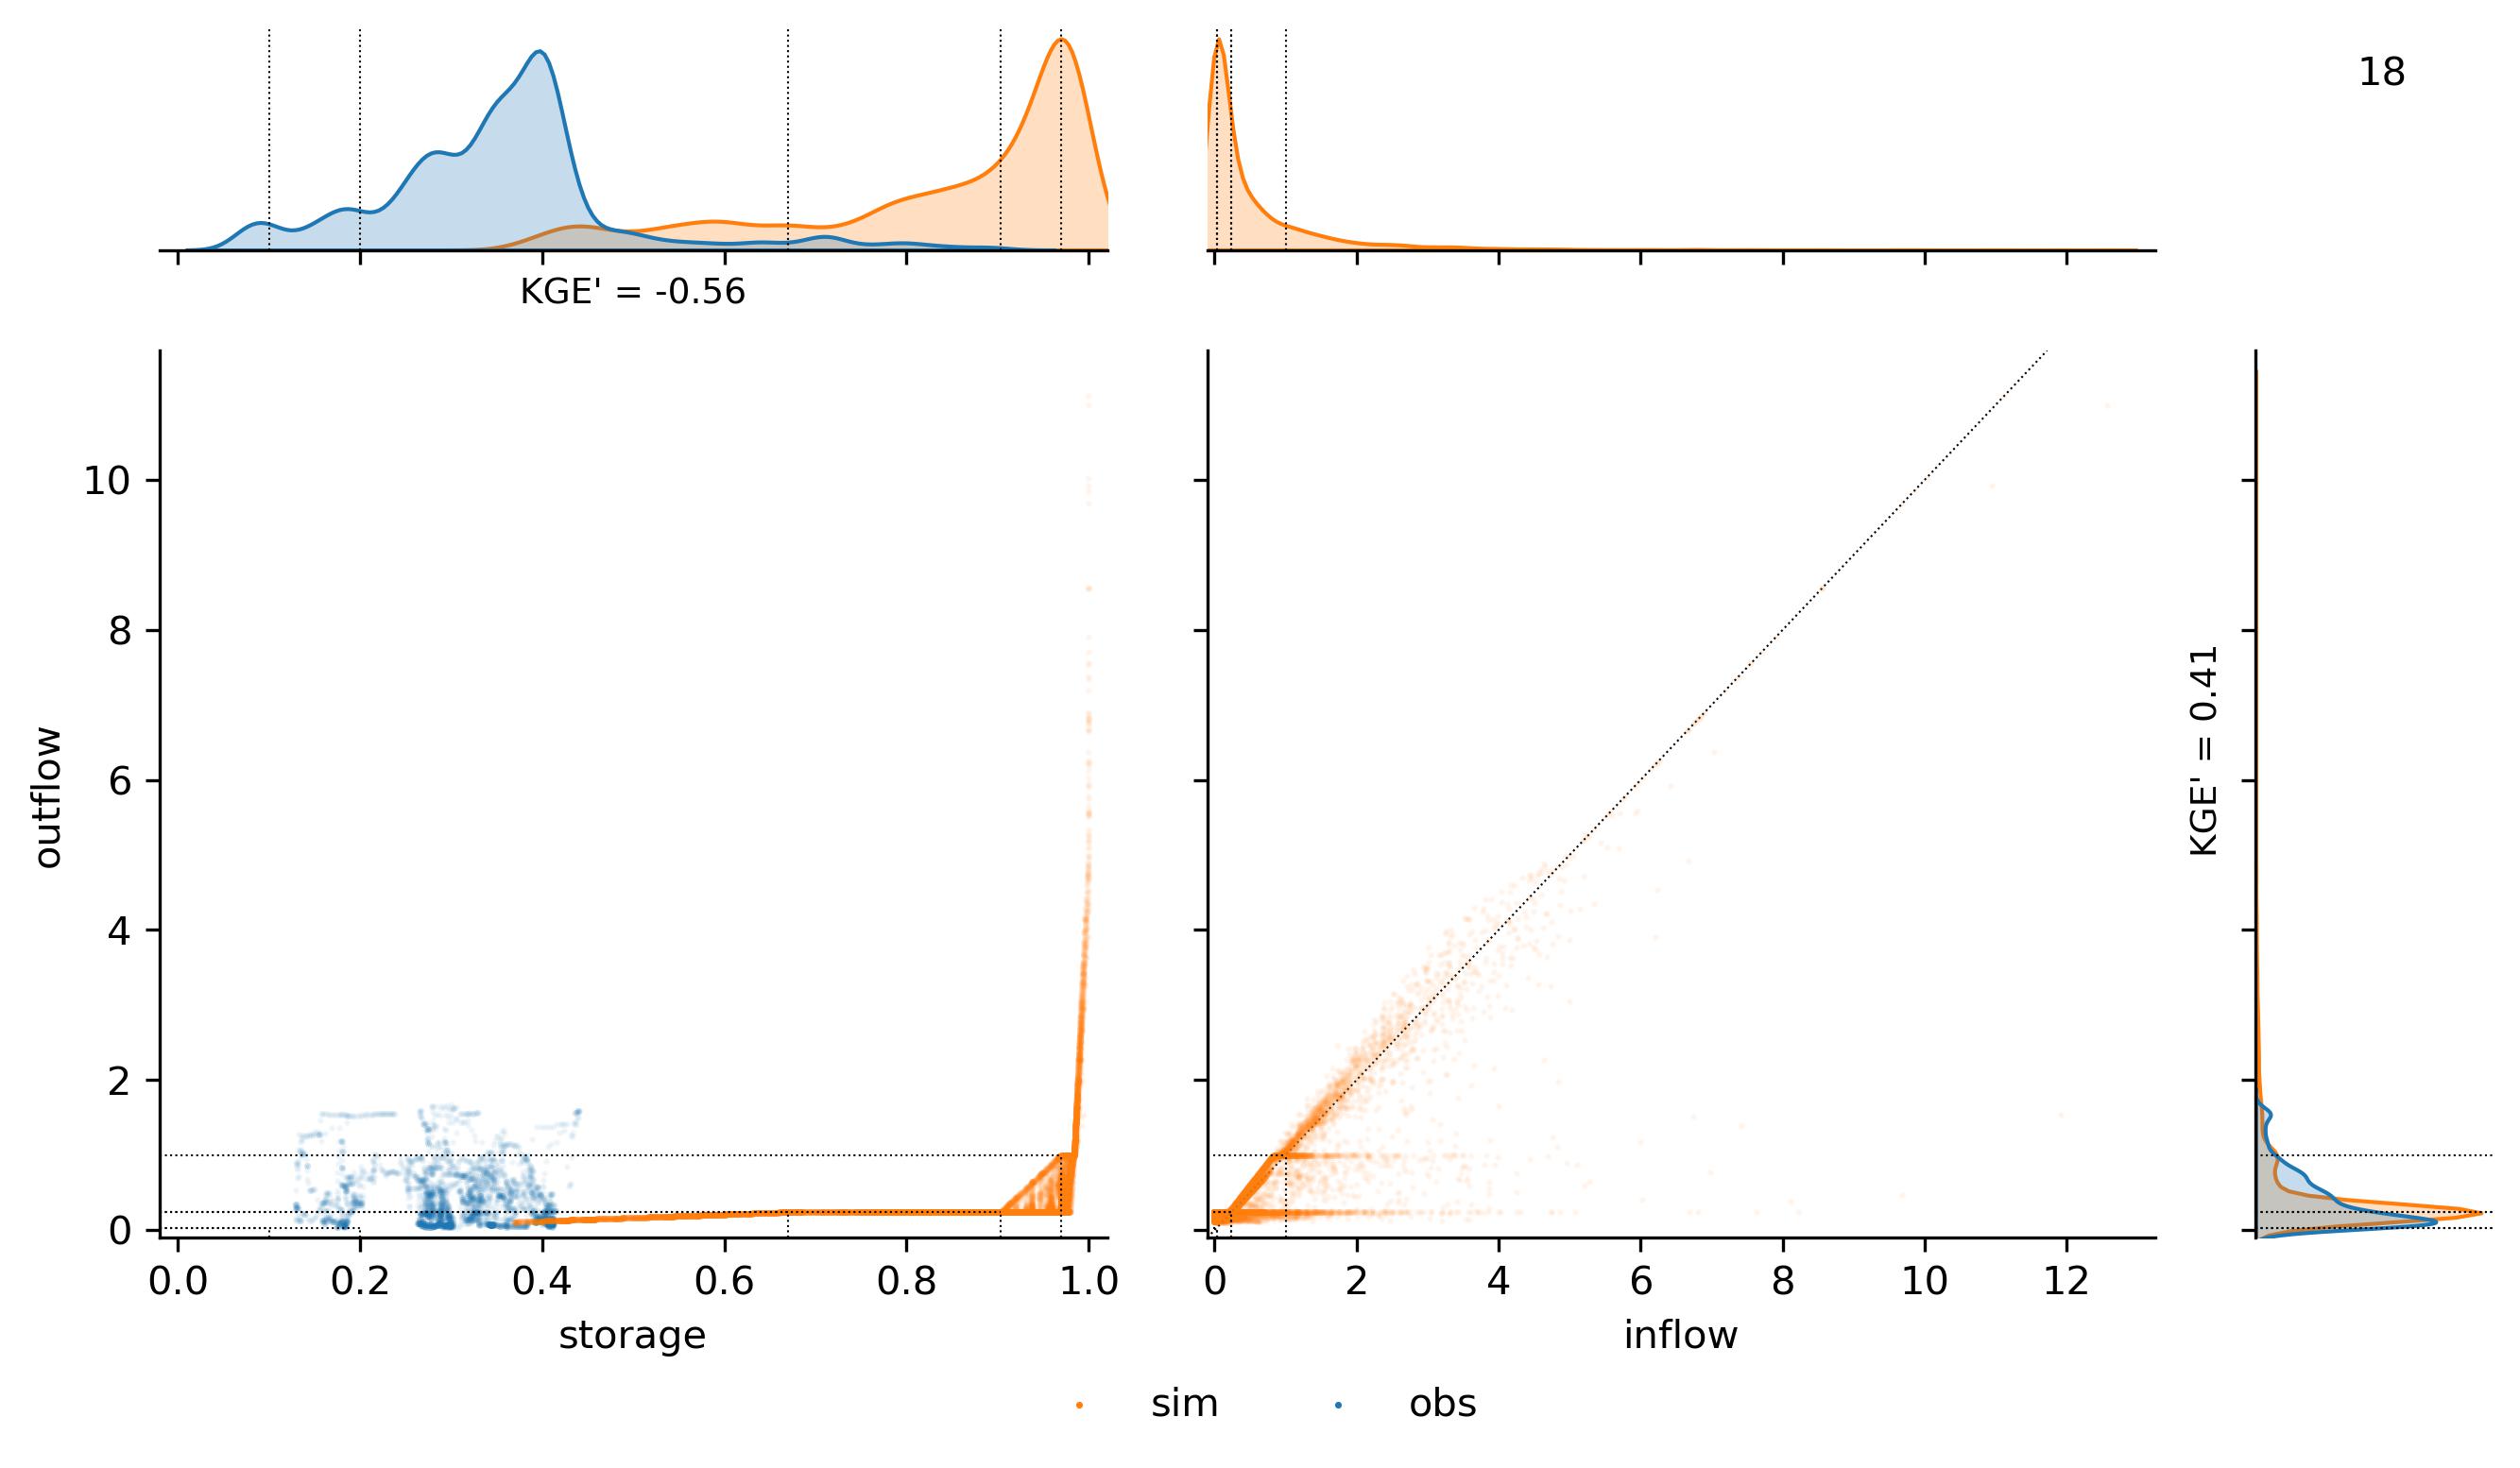 18
KGE' = -0.56
10
8
6
4
2
0
outflow
KGE' = 0.41
0.0 0.2 0.4 0.6 0.8 1.0
0 2 4 6 8 10 12
storage
inflow
sim obs